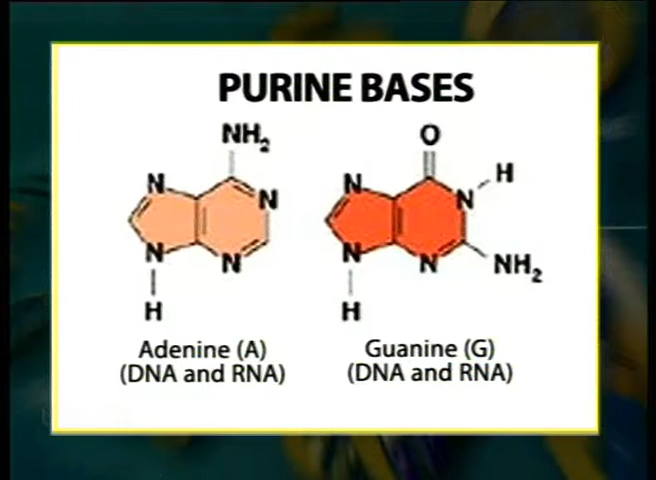 PURINE BASES
NH2
N
N
N
N
H
Adenine (A)
(DNA and RNA)
O
N
N
H
N
N
NH2
H
Guanine (G)
(DNA and RNA)